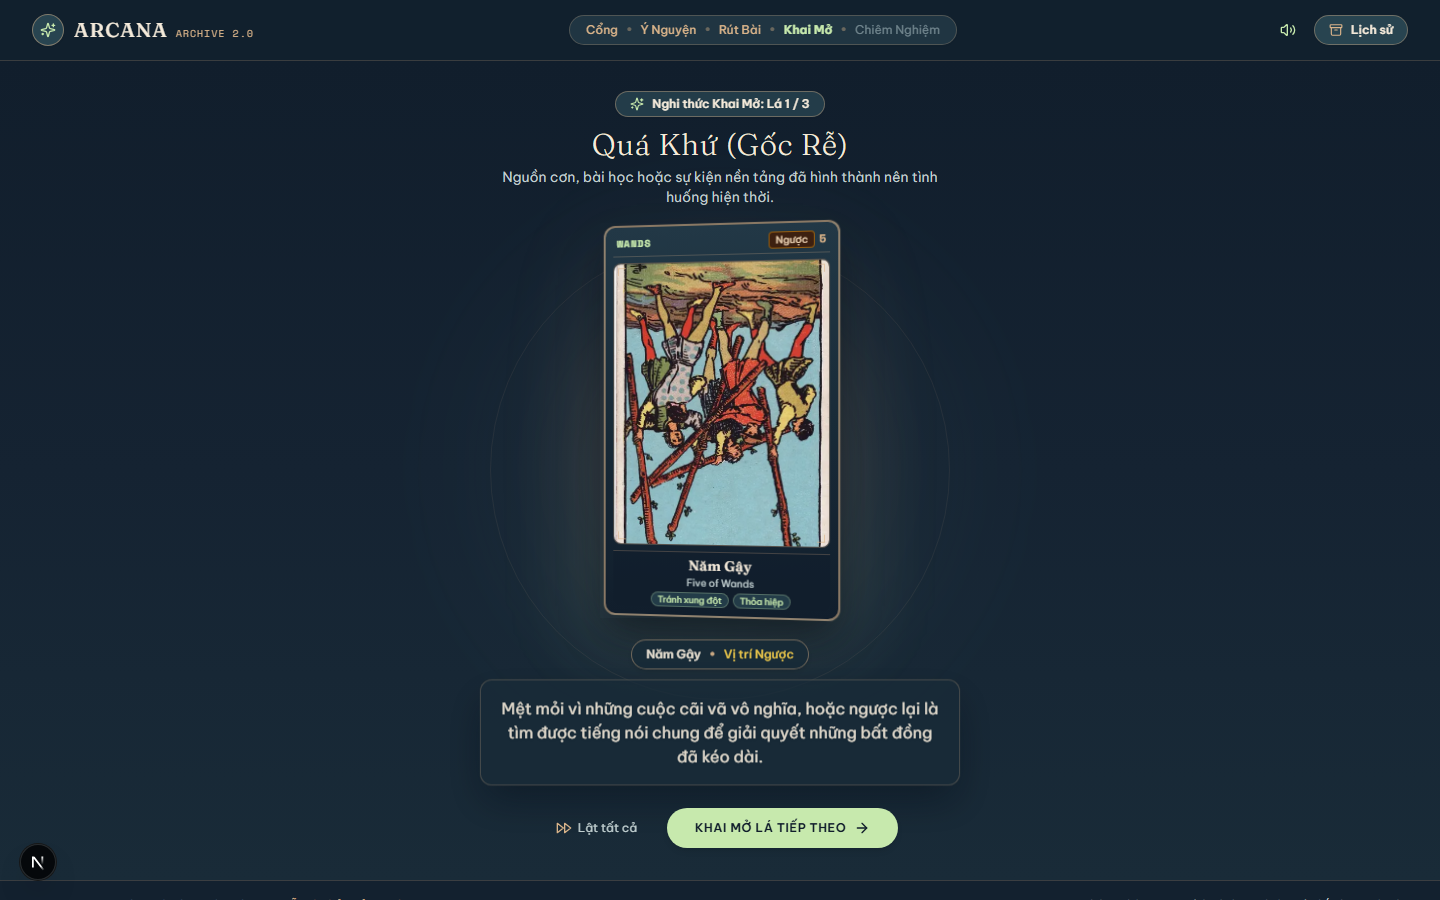 ARCANA ARCHIVE 2.0
Cổng • Ý Nguyện • Rút Bài • Khai Mở • Chiêm Nghiệm
Lịch sử
Nghi thức Khai Mở: Lá 1 / 3
Quá Khứ (Gốc Rễ)
Nguồn cơn, bài học hoặc sự kiện nền tảng đã hình thành nên tình
huống hiện thời.
WANDS
Ngược 5
Năm Gậy
Five of Wands
Tránh xung đột
Thỏa hiệp
Năm Gậy • Vị trí Ngược
Mệt mỏi vì những cuộc cãi vã vô nghĩa, hoặc ngược lại là
tìm được tiếng nói chung để giải quyết những bất đồng
đã kéo dài.
Lật tất cả
KHAI MỞ LÁ TIẾP THEO
N